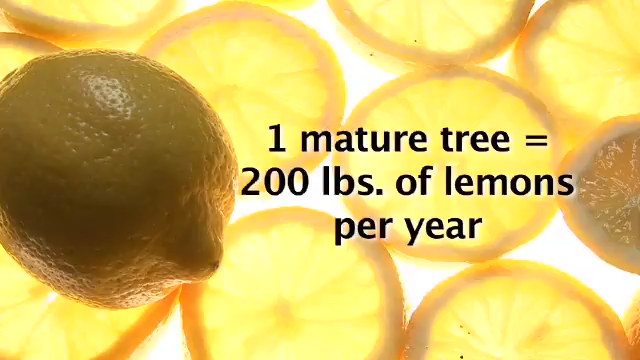 1 mature tree =
200 lbs. of lemons
per year